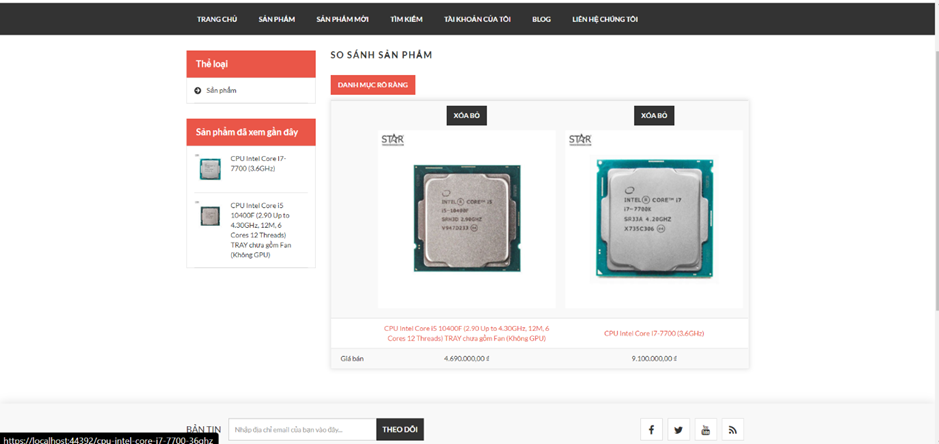 TRANG CHỦ SẢN PHẨM SẢN PHẨM MỚI TÌM KIẾM TÀI KHOẢN CỦA TÔI BLOG LIÊN HỆ CHÚNG TÔI
Thể loại
Sản phẩm
Sản phẩm đã xem gần đây
CPU Intel Core I7-
7700 (3,6GHz)
CPU Intel Core i5
10400F (2.90 Up to
4.30GHz, 12M, 6
Cores 12 Threads)
TRAY chưa gồm Fan
(Không GPU)
SO SÁNH SẢN PHẨM
DANH MỤC RÕ RÀNG
XÓA BỎ XÓA BỎ
STAR
INTEL® CORE™ i5
i5-10400F
STAR
INTEL® CORE™ i7
i7-7700K
SR33A 4.20GHZ
X735C306
CPU Intel Core i5 10400F (2.90 Up to 4.30GHz, 12M, 6
Cores 12 Threads) TRAY chưa gồm Fan (Không GPU)
CPU Intel Core I7-7700 (3,6GHz)
Giá bán 4.690.000,00 ₫ 9.100.000,00 ₫
BẢN TIN
Nhập địa chỉ email của bạn vào đây...
THEO DÕI
https://localhost:44392/cpu-intel-core-i7-7700-36ghz